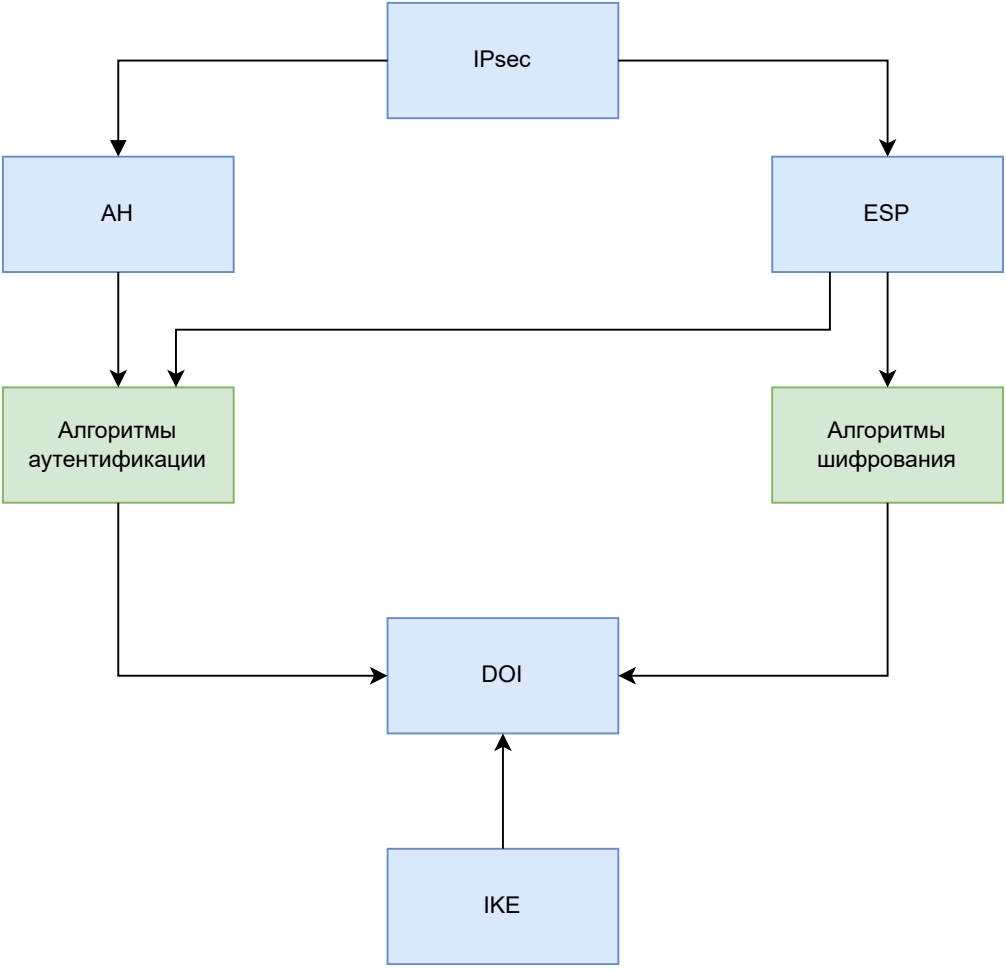 IPsec
AH
ESP
Алгоритмы
аутентификации
Алгоритмы
шифрования
DOI
IKE